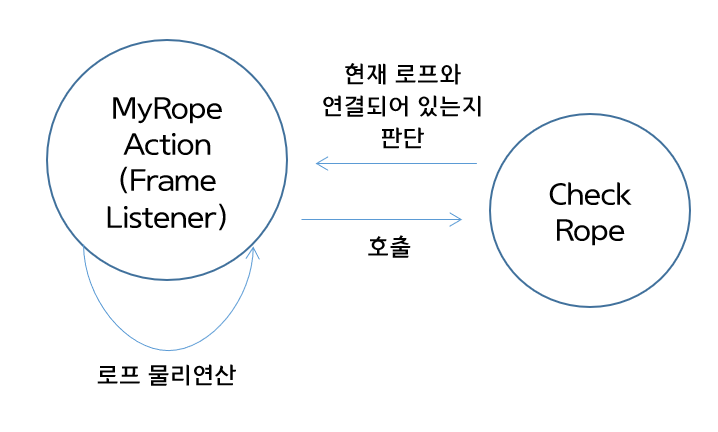 MyRope
Action
(Frame
Listener)
현재 로프와
연결되어 있는지
판단
호출
Check
Rope
로프 물리연산